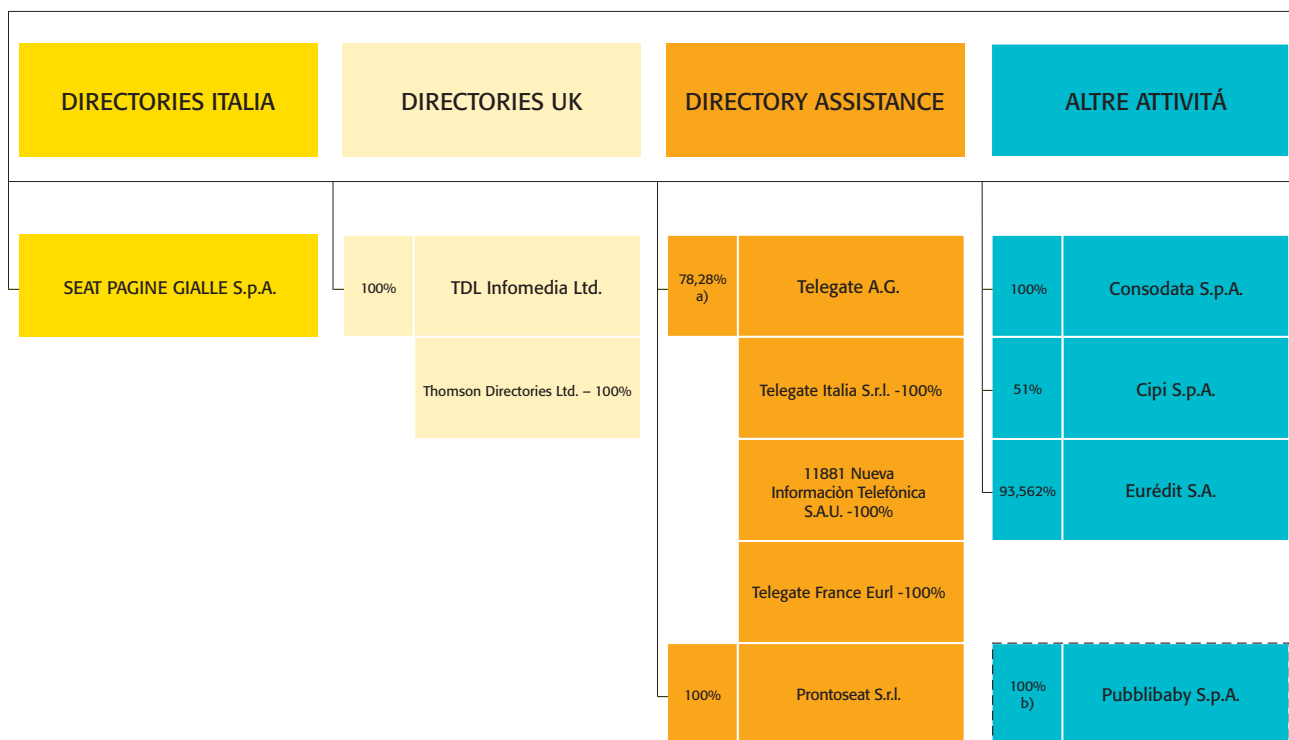 DIRECTORIES ITALIA
DIRECTORIES UK
DIRECTORY ASSISTANCE
ALTRE ATTIVITÁ
SEAT PAGINE GIALLE S.p.A.
100%
TDL Infomedia Ltd.
Thomson Directories Ltd. – 100%
78,28%
a)
Telegate A.G.
Telegate Italia S.r.l. -100%
11881 Nueva
Informaciòn Telefònica
S.A.U. -100%
Telegate France Eurl -100%
100%
Prontoseat S.r.l.
100%
Consodata S.p.A.
51%
Cipi S.p.A.
93,562%
Eurédit S.A.
100%
b)
Pubblibaby S.p.A.